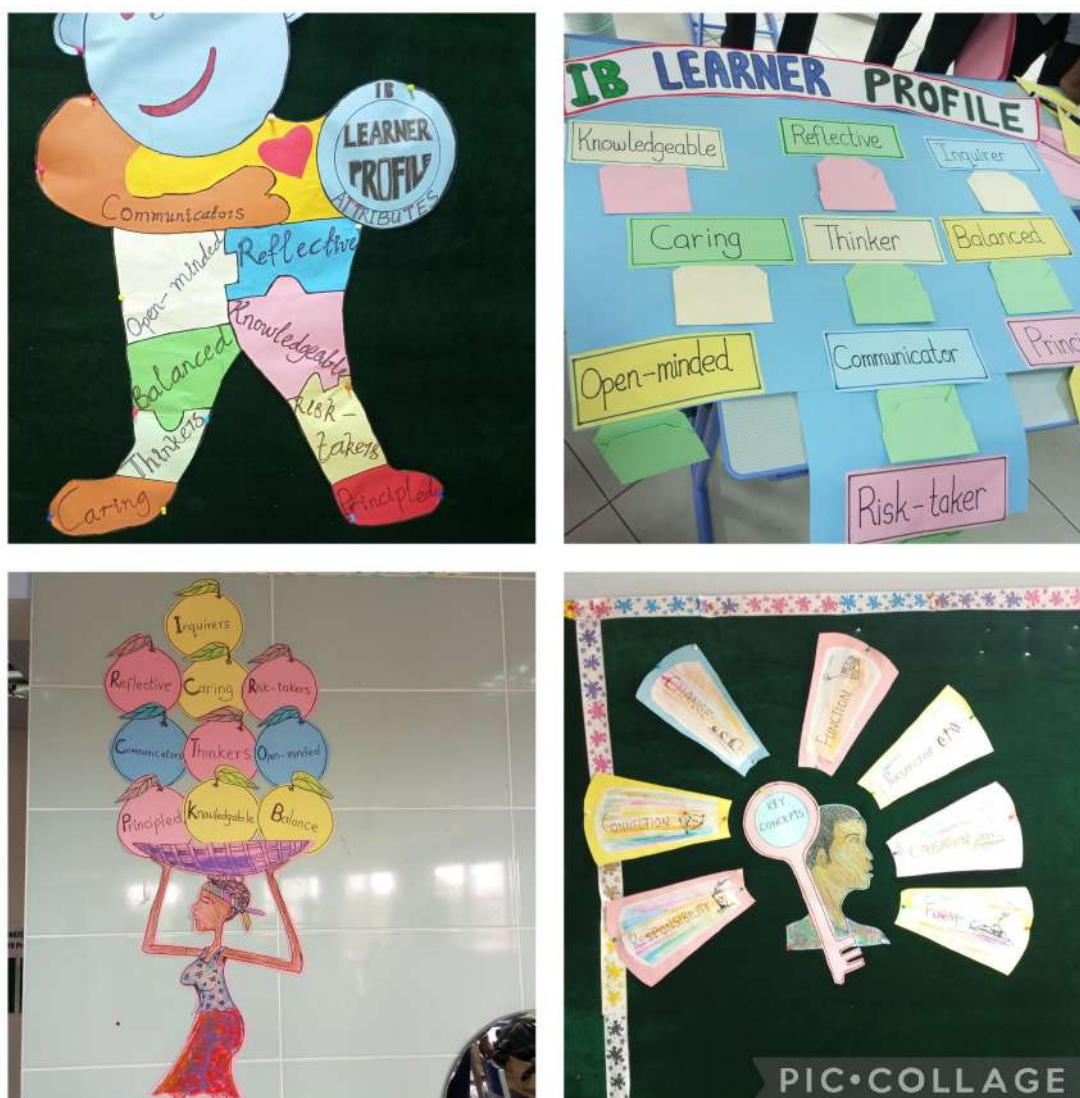 IB
LEARNER
PROFILE
ATTRIBUTES
Communicators
Open-minded
Reflective
Balanced
Knowledgeable
Thinkers
Risk-
takers
Caring
Principled
IB LEARNER PROFILE
Knowledgeable
Reflective
Inquirer
Caring
Thinker
Balanced
Open-minded
Communicator
Princi
Risk-taker
Inquirers
Reflective
Caring
Risk-takers
Communicators
Thinkers
Open-minded
Principled
Knowledgable
Balance
CHANGE
FUNCTION
CONNECTION
KEY
CONCEPTS
RESPONSIBILITY
FORM
PIC•COLLAGE